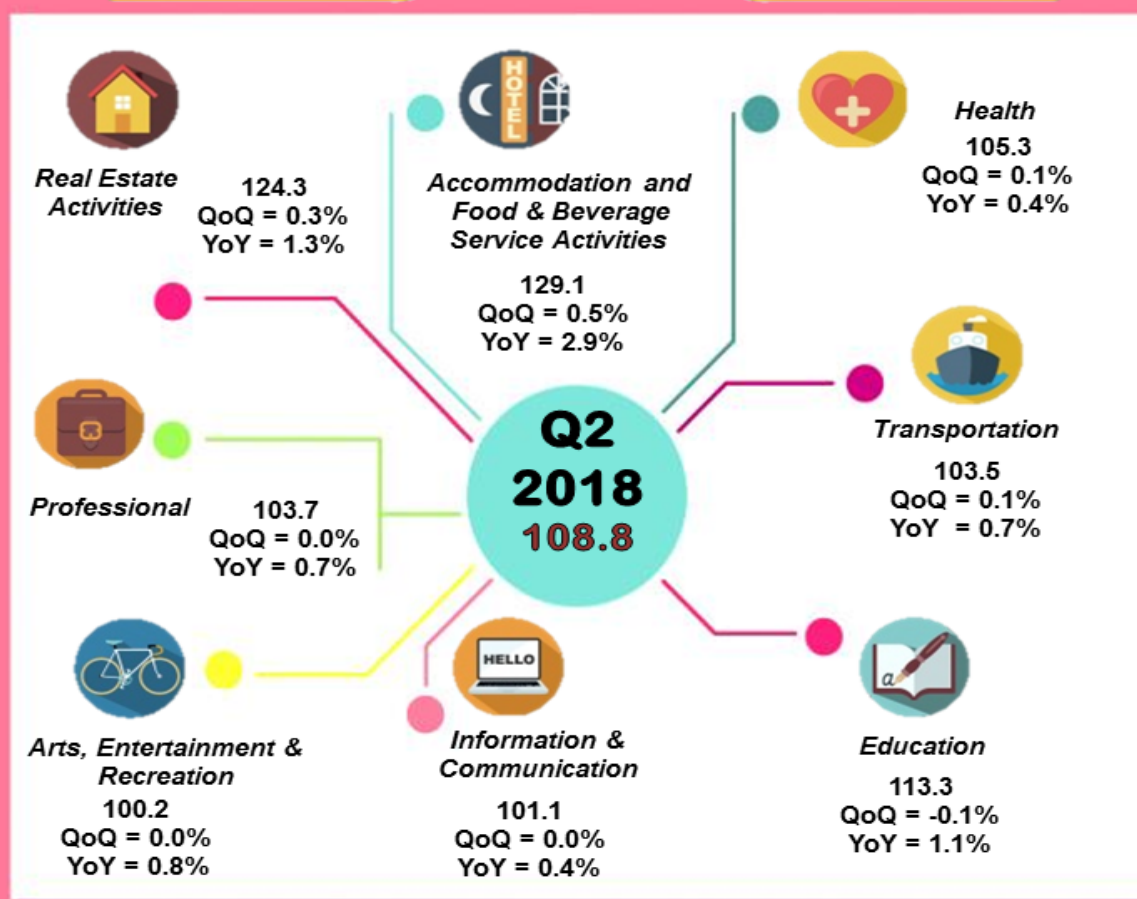 Real Estate
Activities
124.3
QoQ = 0.3%
YoY = 1.3%
HOTEL
Accommodation and
Food & Beverage
Service Activities
129.1
QoQ = 0.5%
YoY = 2.9%
Health
105.3
QoQ = 0.1%
YoY = 0.4%
Transportation
103.5
QoQ = 0.1%
YoY = 0.7%
Q2
2018
108.8
Professional
103.7
QoQ = 0.0%
YoY = 0.7%
Arts, Entertainment &
Recreation
100.2
QoQ = 0.0%
YoY = 0.8%
HELLO
Information &
Communication
101.1
QoQ = 0.0%
YoY = 0.4%
a
Education
113.3
QoQ = -0.1%
YoY = 1.1%